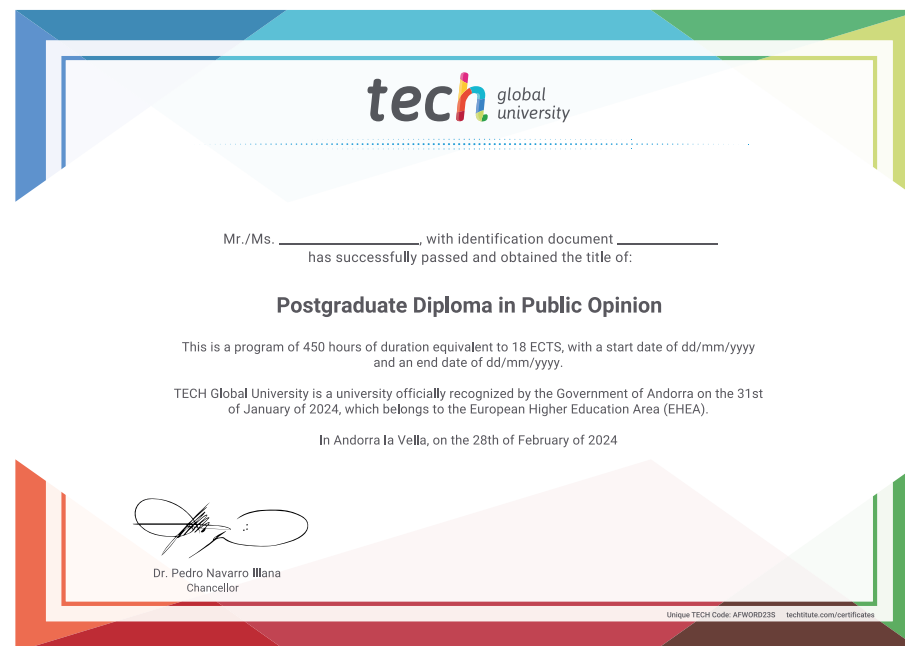 tech global university
Mr./Ms. ________________, with identification document ____________
has successfully passed and obtained the title of:
Postgraduate Diploma in Public Opinion
This is a program of 450 hours of duration equivalent to 18 ECTS, with a start date of dd/mm/yyyy
and an end date of dd/mm/yyyy.
TECH Global University is a university officially recognized by the Government of Andorra on the 31st
of January of 2024, which belongs to the European Higher Education Area (EHEA).
In Andorra la Vella, on the 28th of February of 2024
Dr. Pedro Navarro Illana
Chancellor
Unique TECH Code: AFWORD23S techtitute.com/certificates